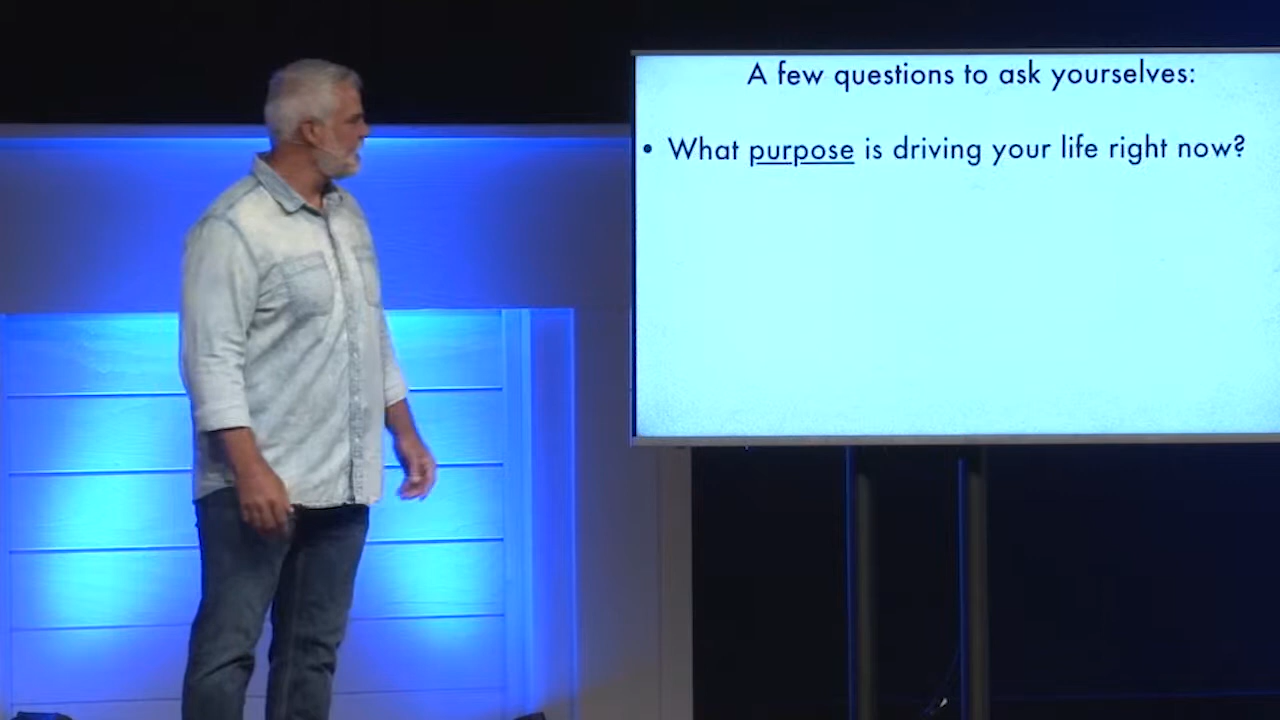 A few questions to ask yourselves:
• What purpose is driving your life right now?